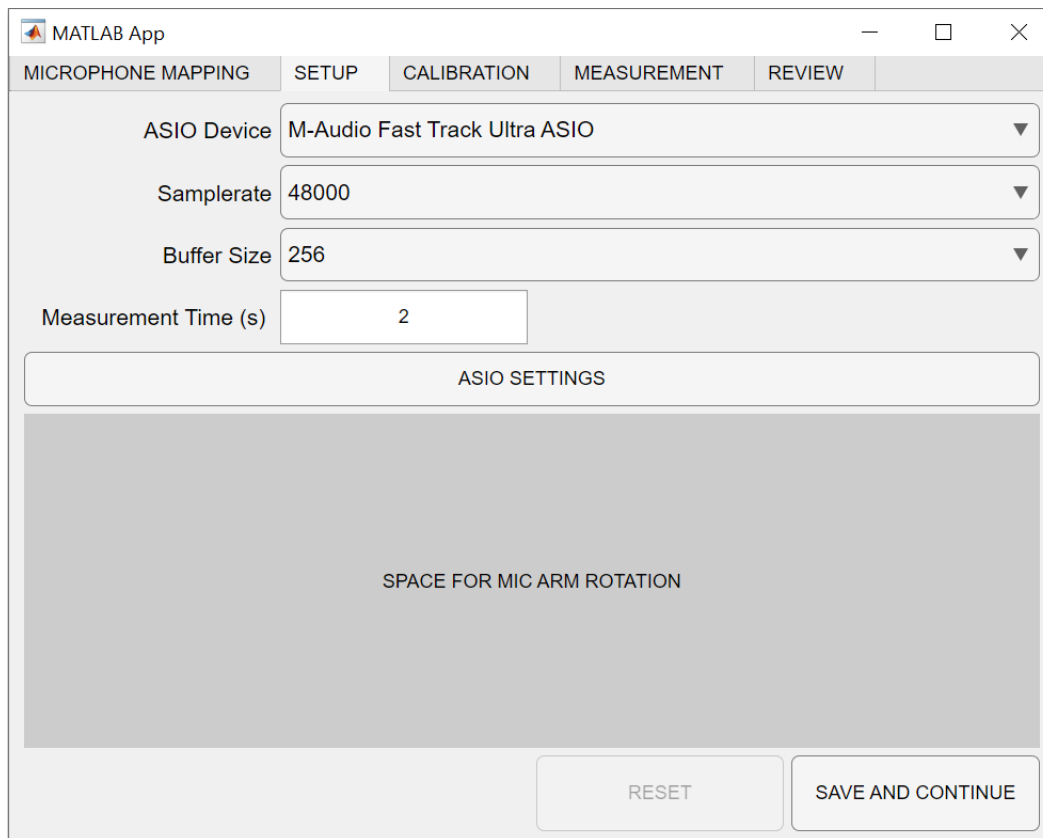 MATLAB App
MICROPHONE MAPPING SETUP CALIBRATION MEASUREMENT REVIEW
ASIO Device M-Audio Fast Track Ultra ASIO
Samplerate 48000
Buffer Size 256
Measurement Time (s) 2
ASIO SETTINGS
SPACE FOR MIC ARM ROTATION
RESET SAVE AND CONTINUE